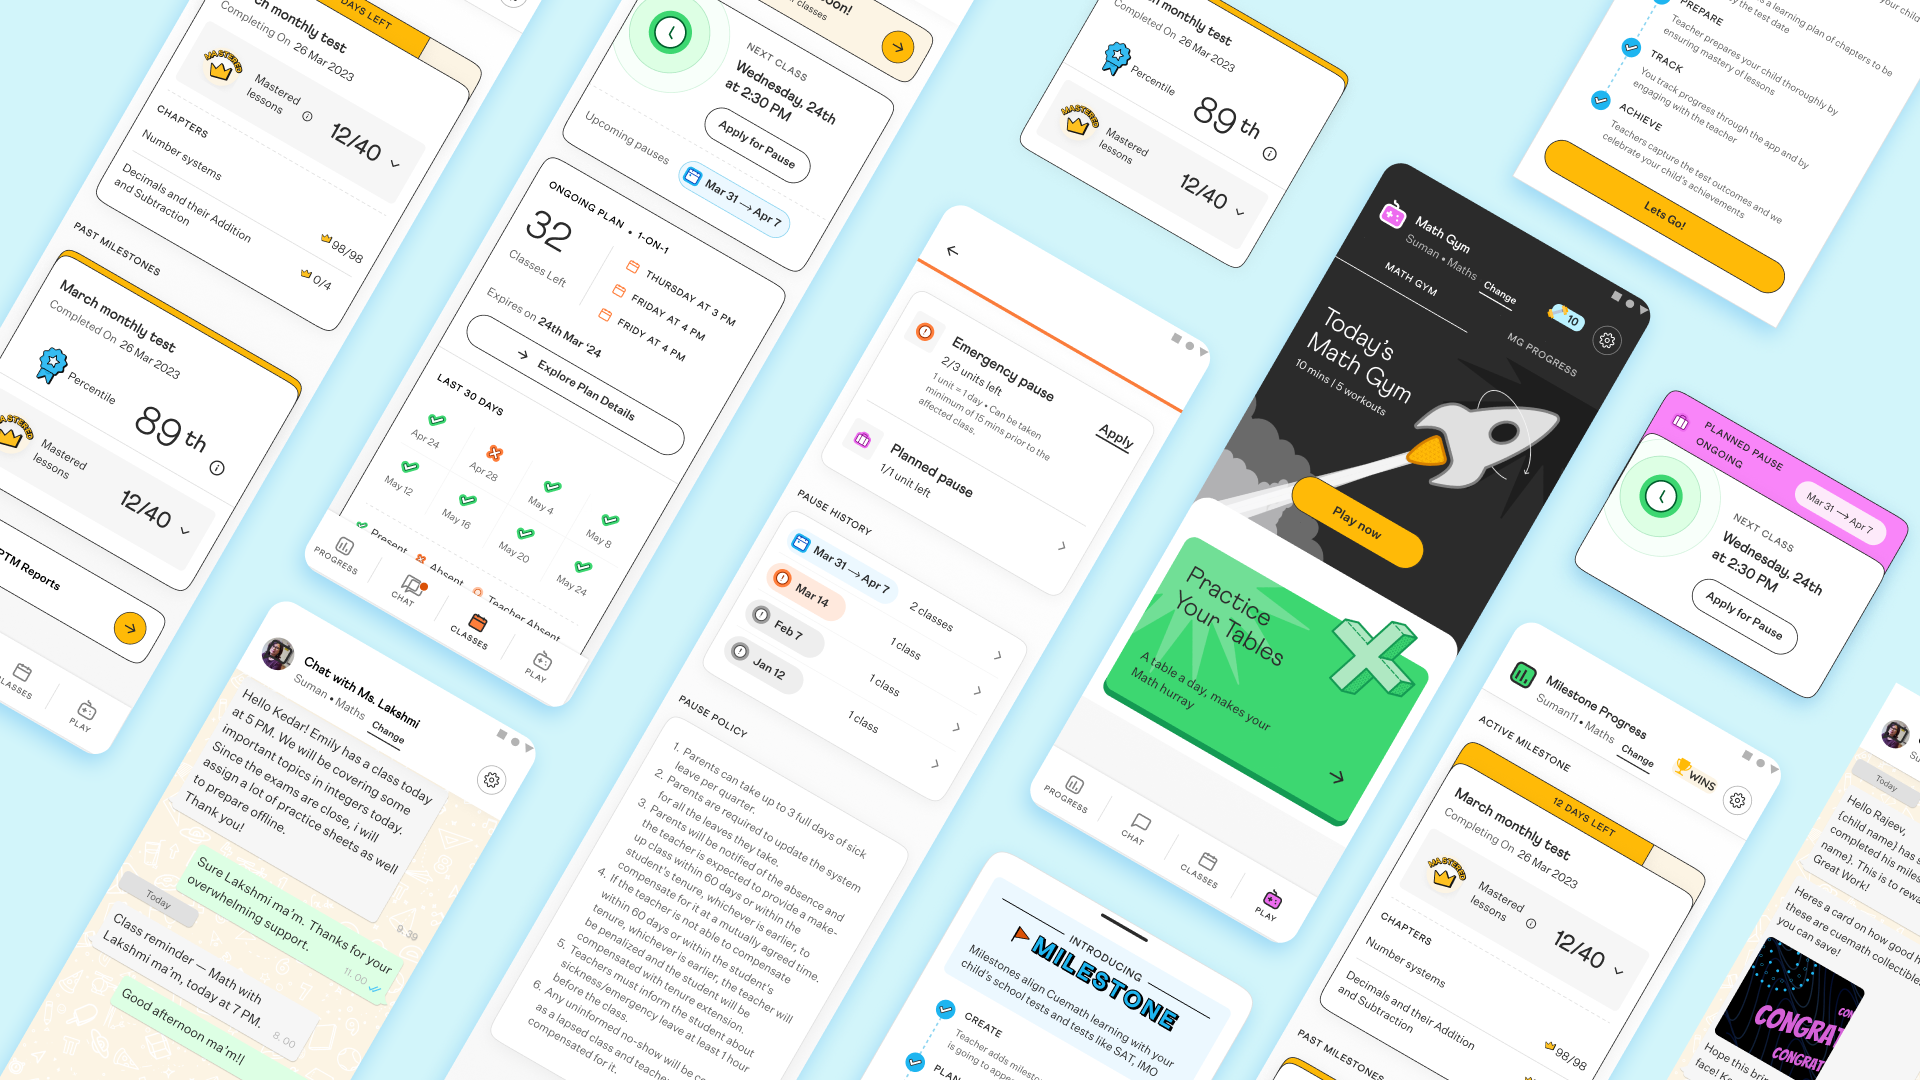 DAYS LEFT
March monthly test
Completing On 26 Mar 2023
MASTERED
Mastered
lessons
12/40
CHAPTERS
Number systems
98/98
Decimals and their Addition
and Subtraction
0/4
PAST MILESTONES
March monthly test
Completed On 26 Mar 2023
Percentile
89 th
Mastered
lessons
12/40
PTM Reports
CLASSES
PLAY
Chat with Ms. Lakshmi
Suman • Maths Change
Hello Kedar! Emily has a class today
at 5 PM. We will be covering some
important topics in integers today.
Since the exams are close, i will
assign a lot of practice sheets as well
to prepare offline.
Thank you!
9.39
Sure Lakshmi ma'm. Thanks for your
overwhelming support.
11.00
Today
Class reminder – Math with
Lakshmi ma'm, today at 7 PM.
8.00
Good afternoon ma'm!
classes
NEXT CLASS
Wednesday, 24th
at 2:30 PM
Apply for Pause
Upcoming pauses
Mar 31 → Apr 7
ONGOING PLAN • 1-ON-1
32
Classes Left
THURSDAY AT 3 PM
FRIDAY AT 4 PM
FRIDY AT 4 PM
Expires on 24th Mar '24
→ Explore Plan Details
LAST 30 DAYS
Apr 24
Apr 28
May 4
May 8
May 12
May 16
May 20
May 24
Present
Absent
Teacher Absent
PROGRESS
CHAT
CLASSES
PLAY
Emergency pause
2/3 units left
1 unit = 1 day • Can be taken
minimum of 15 mins prior to the
affected class.
Apply
Planned pause
1/1 unit left
PAUSE HISTORY
Mar 31 → Apr 7
2 classes
Mar 14
1 class
Feb 7
1 class
Jan 12
1 class
PAUSE POLICY
1. Parents can take up to 3 full days of sick
leave per quarter.
2. Parents are required to update the system
for all the leaves they take.
3. Parents will be notified of the absence and
the teacher is expected to provide a make-
up class within 60 days or within the
student's tenure, whichever is earlier, to
compensate for it at a mutually agreed time.
4. If the teacher is not able to compensate
within 60 days or within the student's
tenure, whichever is earlier, the teacher will
be penalized and the student will be
compensated with tenure extension.
5. Teachers must inform the student about
sickness/emergency leave at least 1 hour
before the class.
6. Any uninformed no-show will be
as a lapsed class and
compensated for it.
monthly test
Completed On 26 Mar 2023
Percentile
89 th
MASTERED
Mastered
lessons
12/40
Math Gym
Suman • Maths Change
10
MATH GYM
MG PROGRESS
Today's
Math Gym
10 mins | 5 workouts
Play now
Practice
Your Tables
A table a day, makes your
Math hurray
PROGRESS
CHAT
CLASSES
PLAY
INTRODUCING
MILESTONE
Milestones align Cuemath learning with your
child's school tests and tests like SAT, IMO
CREATE
Teacher adds
is going to
PLAN
a learning plan of chapters to be
by the test date
PREPARE
Teacher prepares your child thoroughly by
ensuring mastery of lessons
TRACK
You track progress through the app and by
engaging with the teacher
ACHIEVE
Teachers capture the test outcomes and we
celebrate your child's achievements
Lets Go!
PLANNED PAUSE
ONGOING
Mar 31 → Apr 7
NEXT CLASS
Wednesday, 24th
at 2:30 PM
Apply for Pause
Milestone Progress
Suman11 • Maths Change
WINS
ACTIVE MILESTONE
12 DAYS LEFT
March monthly test
Completing On 26 Mar 2023
MASTERED
Mastered
lessons
12/40
CHAPTERS
Number systems
98/98
Decimals and their Addition
and Subtraction
PAST MILESTONES
Today
Hello Rajeev,
{child name} has
completed his
name}. This is to
Great Work!
Heres a card on how good
these are cuemath
you can save!
CONGRAT
CONGRAT
Hope this
face!